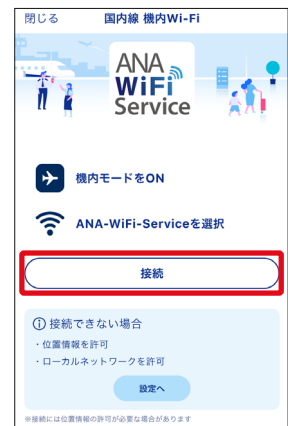 閉じる 国内線 機内Wi-Fi
ANA
WiFi
Service
機内モードをON
ANA-WiFi-Serviceを選択
接続
接続できない場合
・位置情報を許可
・ローカルネットワークを許可
設定へ
※接続には位置情報の許可が必要な場合があります